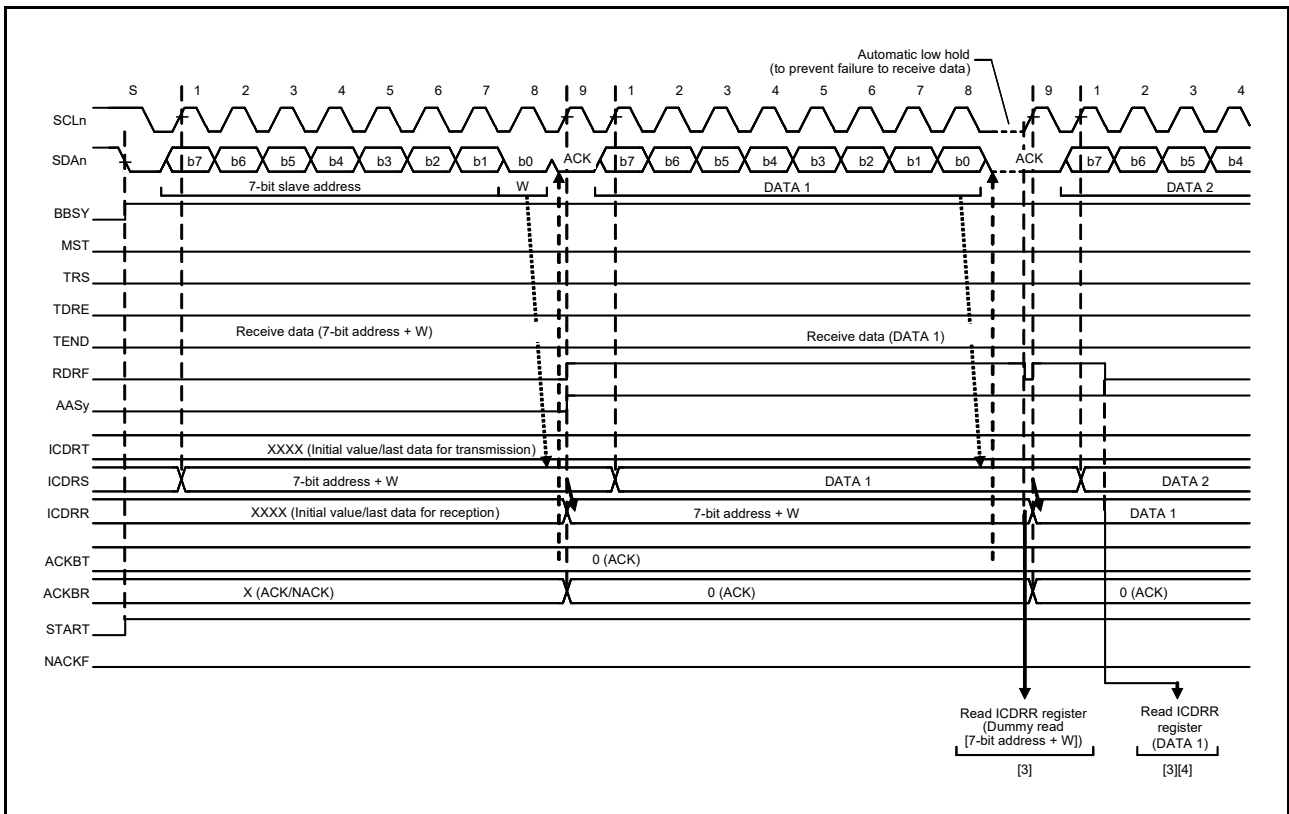 Automatic low hold
(to prevent failure to receive data)
S 1 2 3 4 5 6 7 8 9 1 2 3 4 5 6 7 8 9 1 2 3 4
SCLn
SDAn b7 b6 b5 b4 b3 b2 b1 b0 ACK b7 b6 b5 b4 b3 b2 b1 b0 ACK b7 b6 b5 b4
7-bit slave address W DATA 1 DATA 2
BBSY
MST
TRS
TDRE
Receive data (7-bit address + W) Receive data (DATA 1)
TEND
RDRF
AASy
ICDRT XXXX (Initial value/last data for transmission)
ICDRS 7-bit address + W DATA 1 DATA 2
ICDRR XXXX (Initial value/last data for reception) 7-bit address + W DATA 1
ACKBT 0 (ACK)
ACKBR X (ACK/NACK) 0 (ACK) 0 (ACK)
START
NACKF
Read ICDRR register
(Dummy read
[7-bit address + W])
[3]
Read ICDRR
register
(DATA 1)
[3][4]